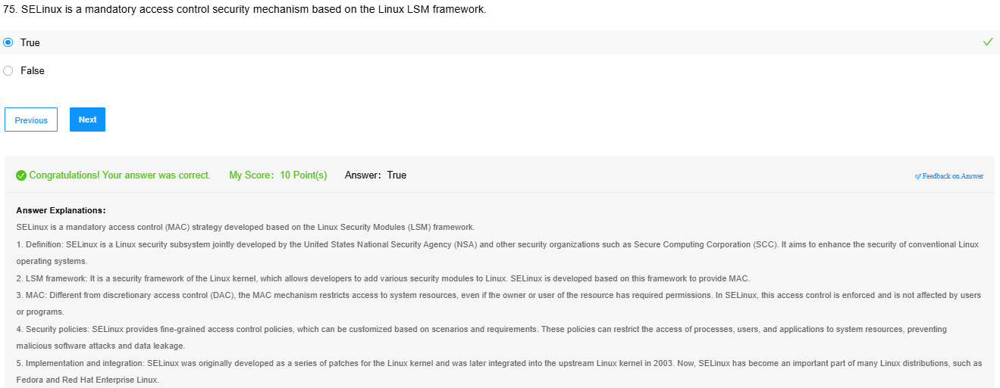 75. SELinux is a mandatory access control security mechanism based on the Linux LSM framework.
True
False
Previous
Next
Congratulations! Your answer was correct. My Score: 10 Point(s) Answer: True
Feedback on Answer
Answer Explanations:
SELinux is a mandatory access control (MAC) strategy developed based on the Linux Security Modules (LSM) framework.
1. Definition: SELinux is a Linux security subsystem jointly developed by the United States National Security Agency (NSA) and other security organizations such as Secure Computing Corporation (SCC). It aims to enhance the security of conventional Linux
operating systems.
2. LSM framework: It is a security framework of the Linux kernel, which allows developers to add various security modules to Linux. SELinux is developed based on this framework to provide MAC.
3. MAC: Different from discretionary access control (DAC), the MAC mechanism restricts access to system resources, even if the owner or user of the resource has required permissions. In SELinux, this access control is enforced and is not affected by users
or programs.
4. Security policies: SELinux provides fine-grained access control policies, which can be customized based on scenarios and requirements. These policies can restrict the access of processes, users, and applications to system resources, preventing
malicious software attacks and data leakage.
5. Implementation and integration: SELinux was originally developed as a series of patches for the Linux kernel and was later integrated into the upstream Linux kernel in 2003. Now, SELinux has become an important part of many Linux distributions, such as
Fedora and Red Hat Enterprise Linux.